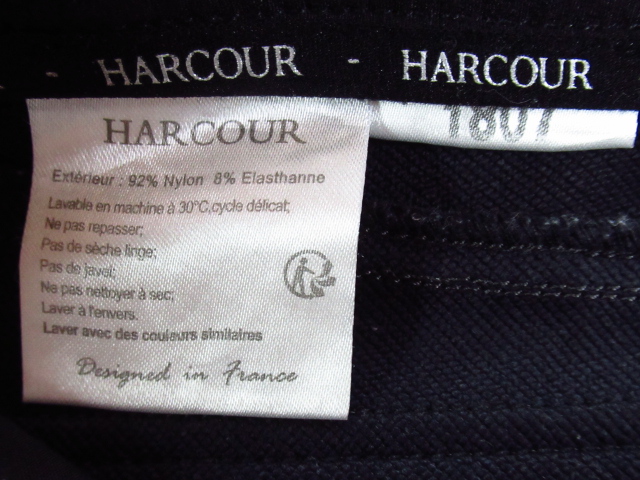 - HARCOUR - HARCOUR
HARCOUR
1807
Extérieur : 92% Nylon 8% Elasthanne
Lavable en machine à 30°C,cycle délicat;
Ne pas repasser;
Pas de sèche linge;
Pas de javel;
Ne pas nettoyer à sec;
Laver à l'envers.
Laver avec des couleurs similaires
Designed in France